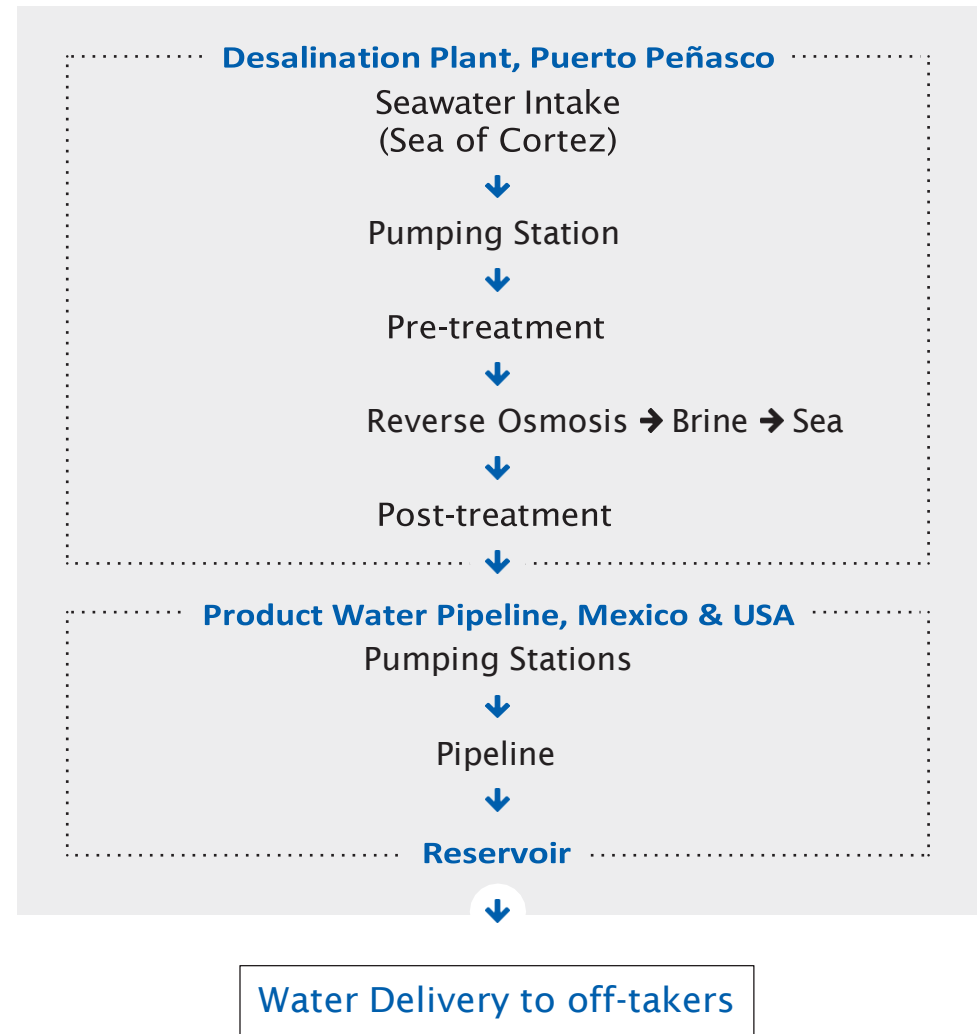 Desalination Plant, Puerto Peñasco
Seawater Intake
(Sea of Cortez)
Pumping Station
Pre-treatment
Reverse Osmosis → Brine → Sea
Post-treatment
Product Water Pipeline, Mexico & USA
Pumping Stations
Pipeline
Reservoir
Water Delivery to off-takers